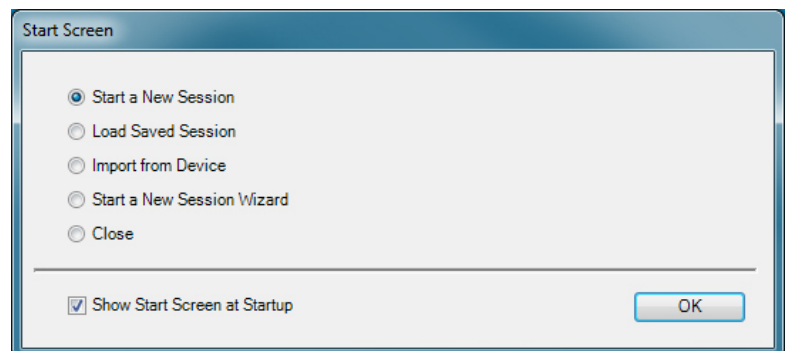 Start Screen
Start a New Session
Load Saved Session
Import from Device
Start a New Session Wizard
Close
Show Start Screen at Startup
OK